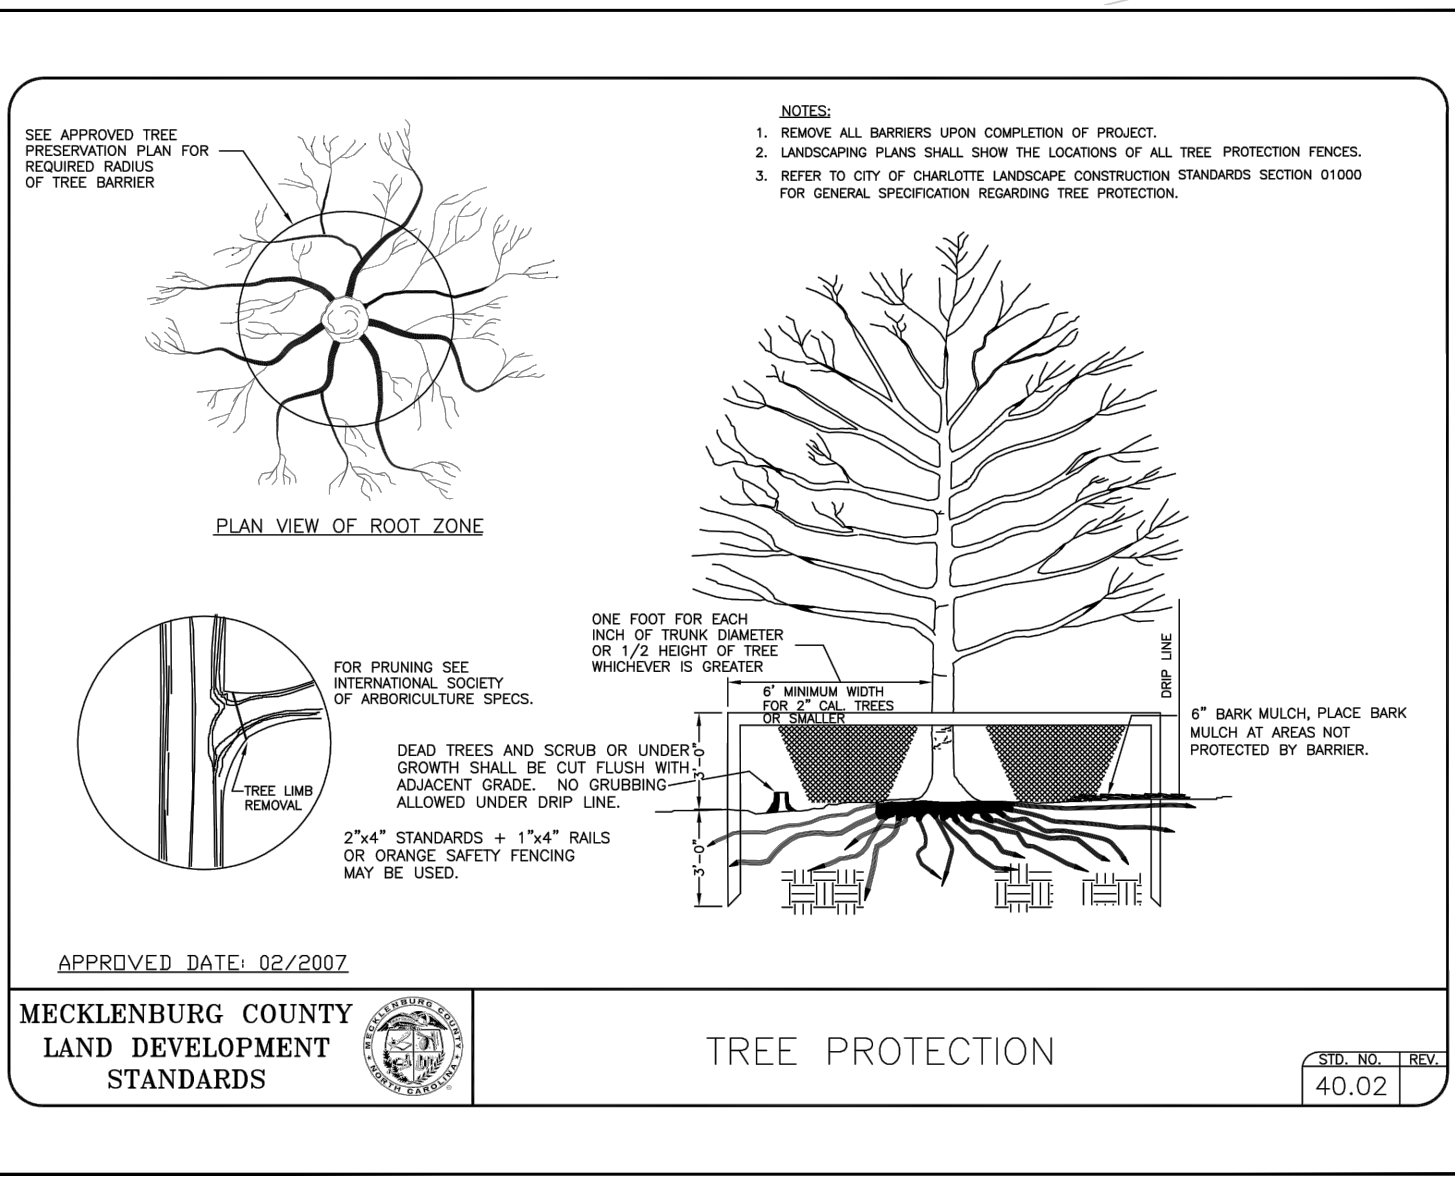 SEE APPROVED TREE
PRESERVATION PLAN FOR
REQUIRED RADIUS
OF TREE BARRIER
NOTES:
1. REMOVE ALL BARRIERS UPON COMPLETION OF PROJECT.
2. LANDSCAPING PLANS SHALL SHOW THE LOCATIONS OF ALL TREE PROTECTION FENCES.
3. REFER TO CITY OF CHARLOTTE LANDSCAPE CONSTRUCTION STANDARDS SECTION 01000
FOR GENERAL SPECIFICATION REGARDING TREE PROTECTION.
PLAN VIEW OF ROOT ZONE
FOR PRUNING SEE
INTERNATIONAL SOCIETY
OF ARBORICULTURE SPECS.
TREE LIMB
REMOVAL
ONE FOOT FOR EACH
INCH OF TRUNK DIAMETER
OR 1/2 HEIGHT OF TREE
WHICHEVER IS GREATER
6' MINIMUM WIDTH
FOR 2" CAL. TREES
OR SMALLER
DRIP LINE
6" BARK MULCH, PLACE BARK
MULCH AT AREAS NOT
PROTECTED BY BARRIER.
DEAD TREES AND SCRUB OR UNDER
GROWTH SHALL BE CUT FLUSH WITH
ADJACENT GRADE. NO GRUBBING
ALLOWED UNDER DRIP LINE.
3'-0"
3'-0"
2"x4" STANDARDS + 1"x4" RAILS
OR ORANGE SAFETY FENCING
MAY BE USED.
APPROVED DATE: 02/2007
MECKLENBURG COUNTY
LAND DEVELOPMENT
STANDARDS
MECKLENBURG COUNTY
NORTH CAROLINA
TREE PROTECTION
STD. NO. REV.
40.02